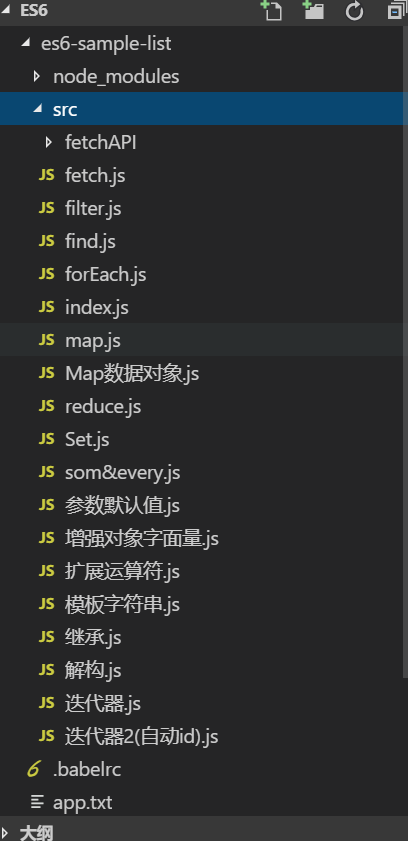 ES6
es6-sample-list
node_modules
src
fetchAPI
JS fetch.js
JS filter.js
JS find.js
JS forEach.js
JS index.js
JS map.js
JS Map数据对象.js
JS reduce.js
JS Set.js
JS som&every.js
JS 参数默认值.js
JS 增强对象字面量.js
JS 扩展运算符.js
JS 模板字符串.js
JS 继承.js
JS 解构.js
JS 迭代器.js
JS 迭代器2(自动id).js
6 .babelrc
app.txt
大纲